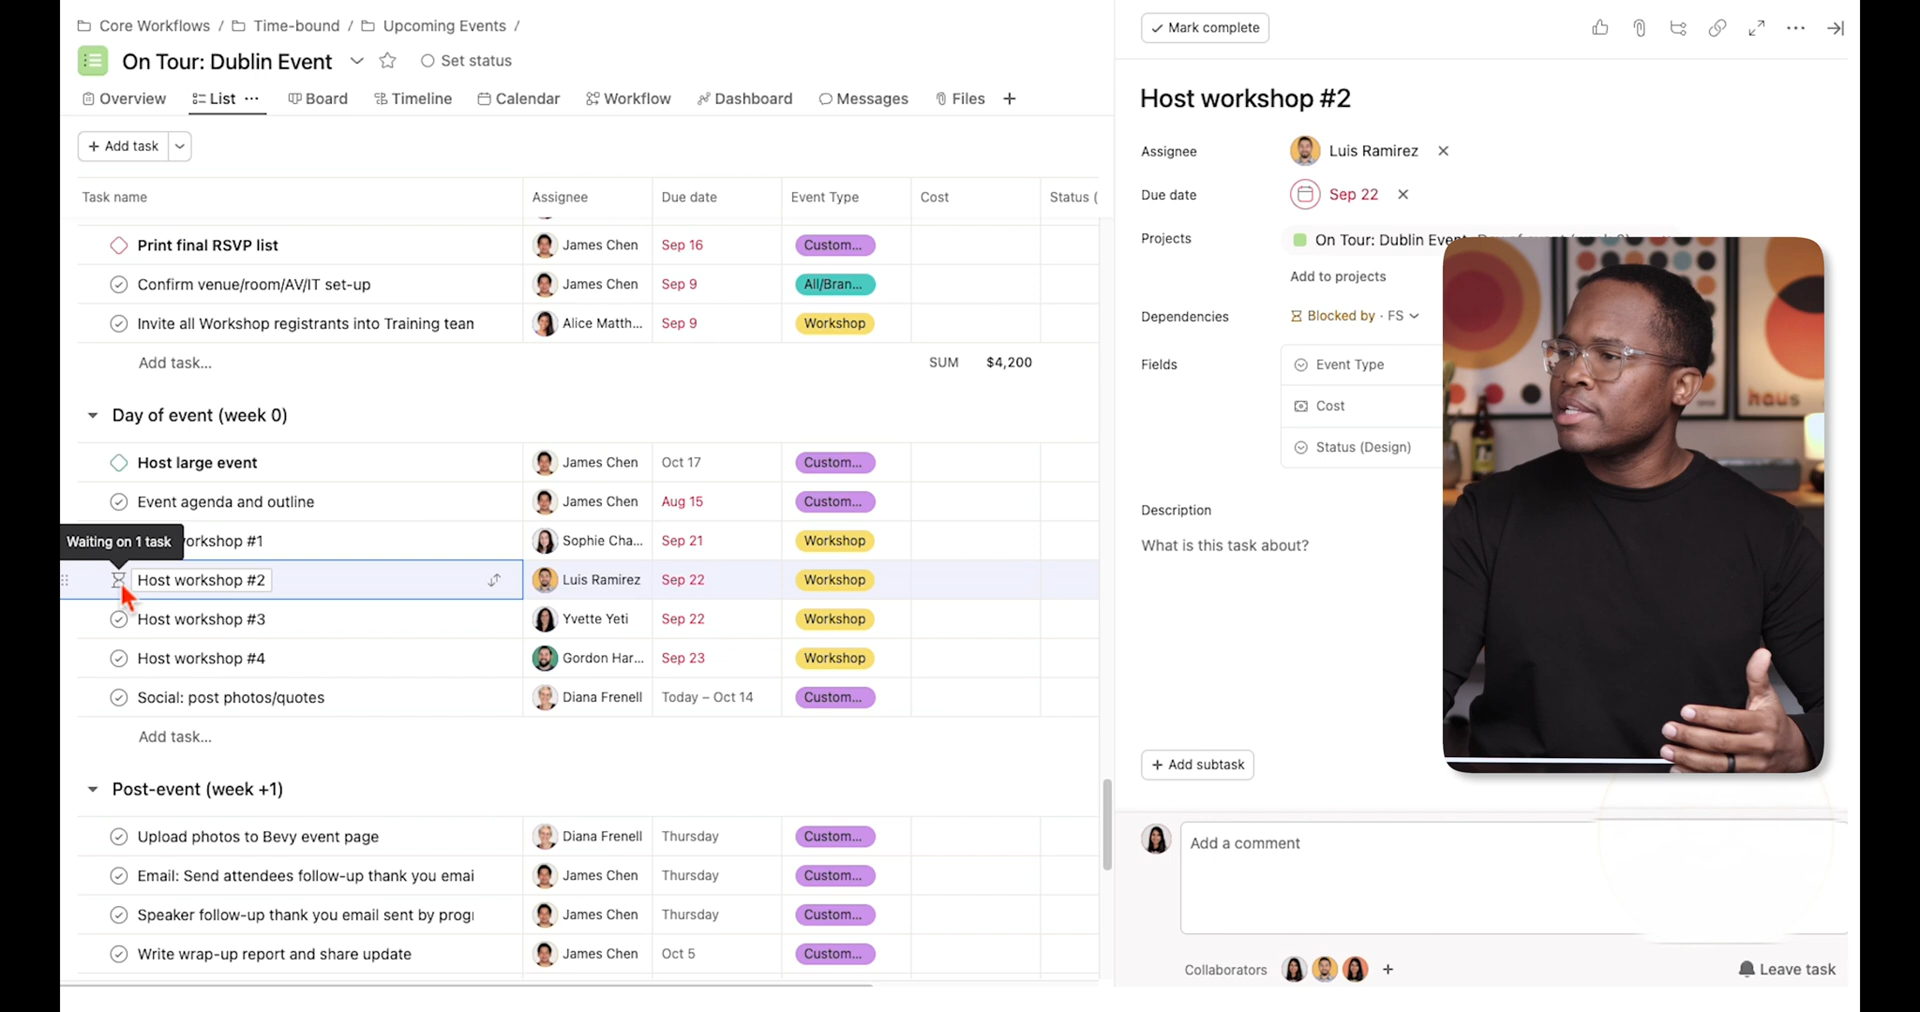 Core Workflows / Time-bound / Upcoming Events /
On Tour: Dublin Event
Set status
Overview List ... Board Timeline Calendar Workflow Dashboard Messages Files +
+ Add task
Task name Assignee Due date Event Type Cost Status (
Print final RSVP list James Chen Sep 16 Custom...
Confirm venue/room/AV/IT set-up James Chen Sep 9 All/Bran...
Invite all Workshop registrants into Training tean Alice Matth... Sep 9 Workshop
Add task... SUM $4,200
Day of event (week 0)
Host large event James Chen Oct 17 Custom...
Event agenda and outline James Chen Aug 15 Custom...
Waiting on 1 task
orkshop #1 Sophie Cha... Sep 21 Workshop
Host workshop #2 Luis Ramirez Sep 22 Workshop
Host workshop #3 Yvette Yeti Sep 22 Workshop
Host workshop #4 Gordon Har... Sep 23 Workshop
Social: post photos/quotes Diana Frenell Today – Oct 14 Custom...
Add task...
Post-event (week +1)
Upload photos to Bevy event page Diana Frenell Thursday Custom...
Email: Send attendees follow-up thank you emai James Chen Thursday Custom...
Speaker follow-up thank you email sent by progr James Chen Thursday Custom...
Write wrap-up report and share update James Chen Oct 5 Custom...
Mark complete
Host workshop #2
Assignee Luis Ramirez
Due date Sep 22
Projects On Tour: Dublin Event
Add to projects
Dependencies Blocked by · FS
Fields Event Type
Cost
Status (Design)
Description
What is this task about?
haus
+ Add subtask
Add a comment
Collaborators +
Leave task